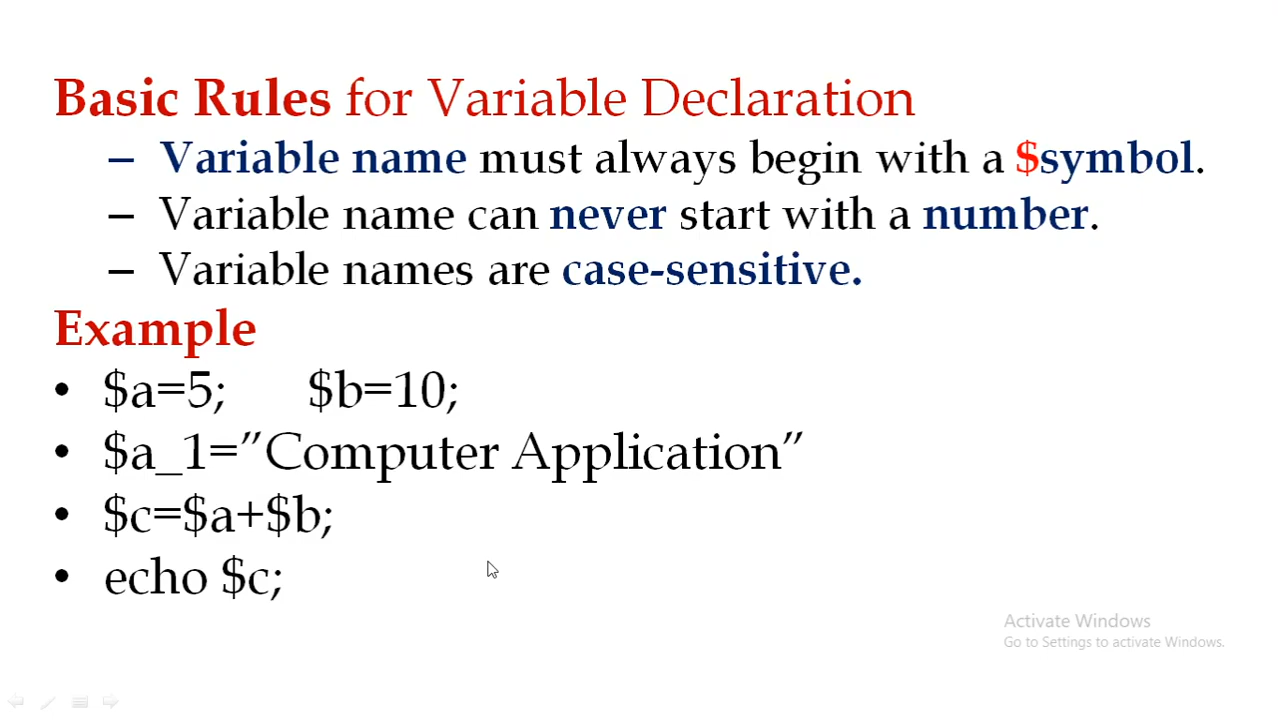 Basic Rules for Variable Declaration
– Variable name must always begin with a $symbol.
– Variable name can never start with a number.
– Variable names are case-sensitive.
Example
• $a=5; $b=10;
• $a_1=”Computer Application”
• $c=$a+$b;
• echo $c;
Activate Windows
Go to Settings to activate Windows.